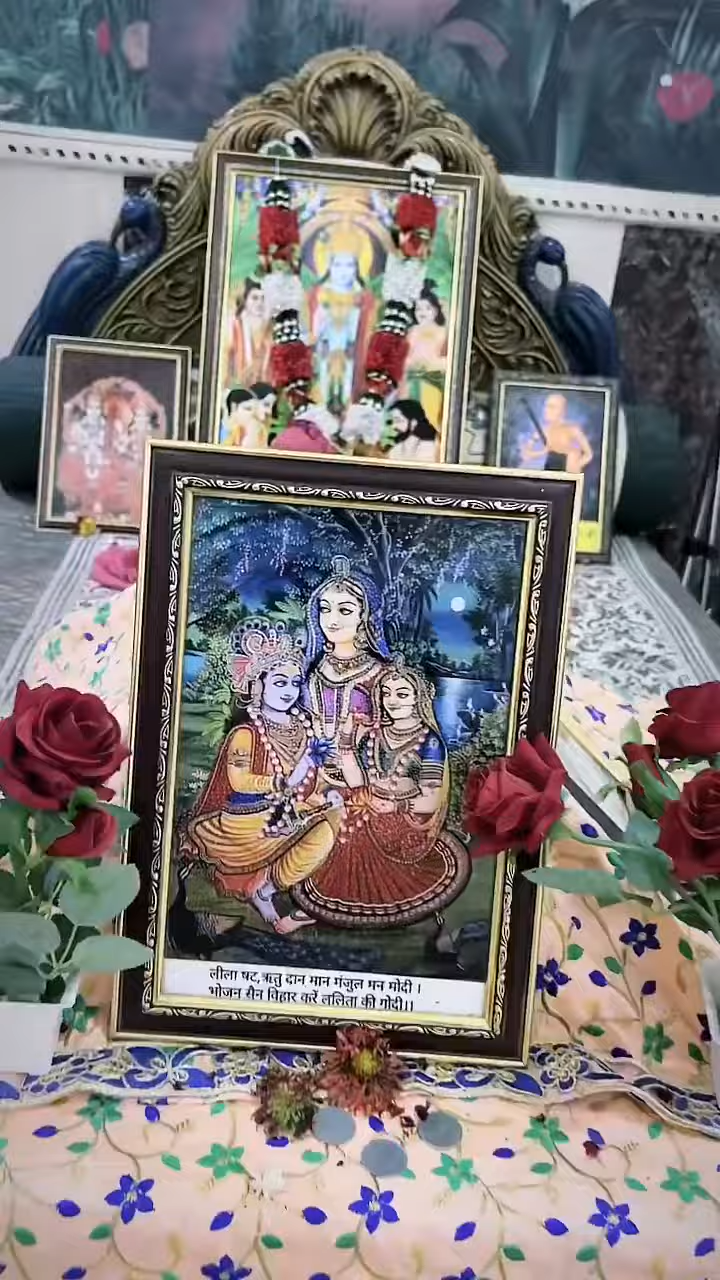 लीला षट,ऋतु दान मान मंजुल मन मोदी ।
भोजन सैन विहार करें ललिता की गोदी।।